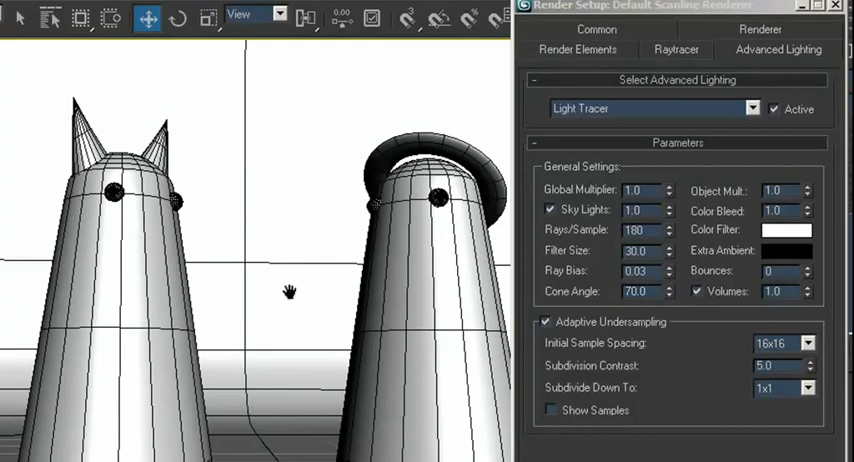 View
0.00
3
Render Setup: Default Scanline Renderer
Common Renderer
Render Elements Raytracer Advanced Lighting
- Select Advanced Lighting
Light Tracer Active
- Parameters
General Settings:
Global Multiplier: 1.0 Object Mult.: 1.0
Sky Lights: 1.0 Color Bleed: 1.0
Rays/Sample: 180 Color Filter:
Filter Size: 30.0 Extra Ambient:
Ray Bias: 0.03 Bounces: 0
Cone Angle: 70.0 Volumes: 1.0
Adaptive Undersampling
Initial Sample Spacing: 16x16
Subdivision Contrast: 5.0
Subdivide Down To: 1x1
Show Samples